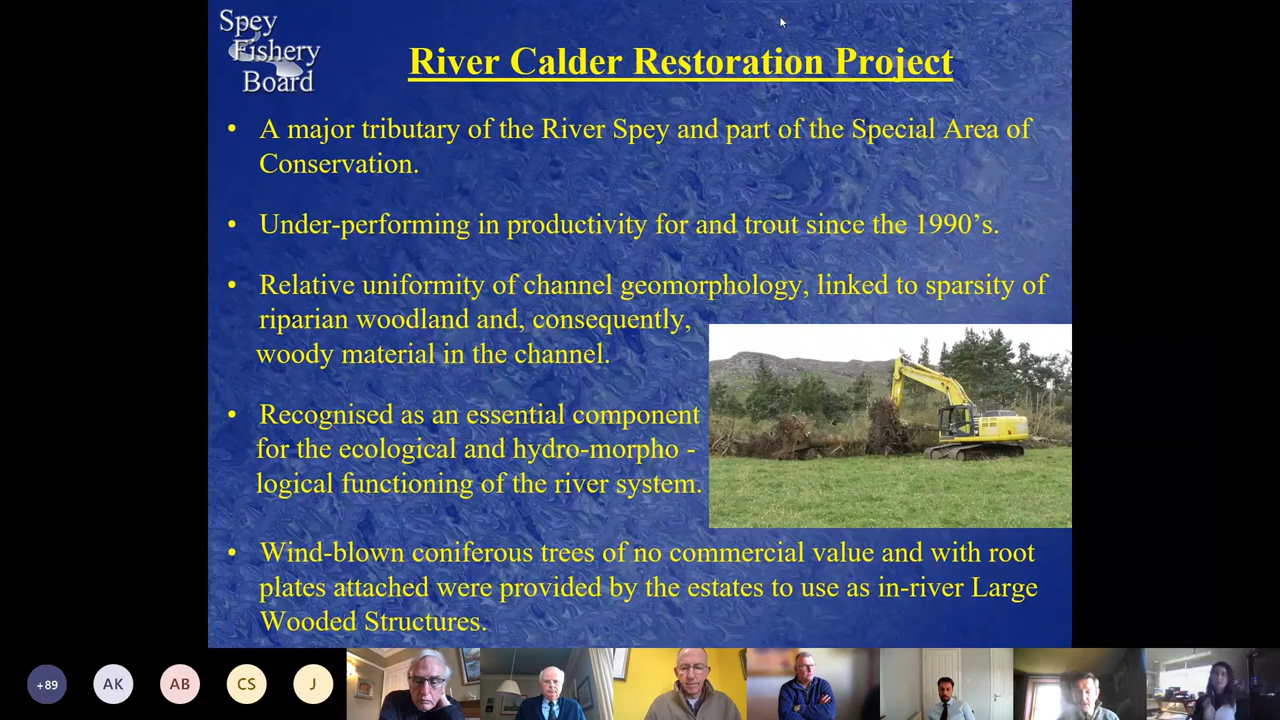 Spey
Fishery
Board
River Calder Restoration Project
• A major tributary of the River Spey and part of the Special Area of
Conservation.
• Under-performing in productivity for and trout since the 1990’s.
• Relative uniformity of channel geomorphology, linked to sparsity of
riparian woodland and, consequently,
woody material in the channel.
• Recognised as an essential component
for the ecological and hydro-morpho -
logical functioning of the river system.
• Wind-blown coniferous trees of no commercial value and with root
plates attached were provided by the estates to use as in-river Large
Wooded Structures.
+89 AK AB CS J